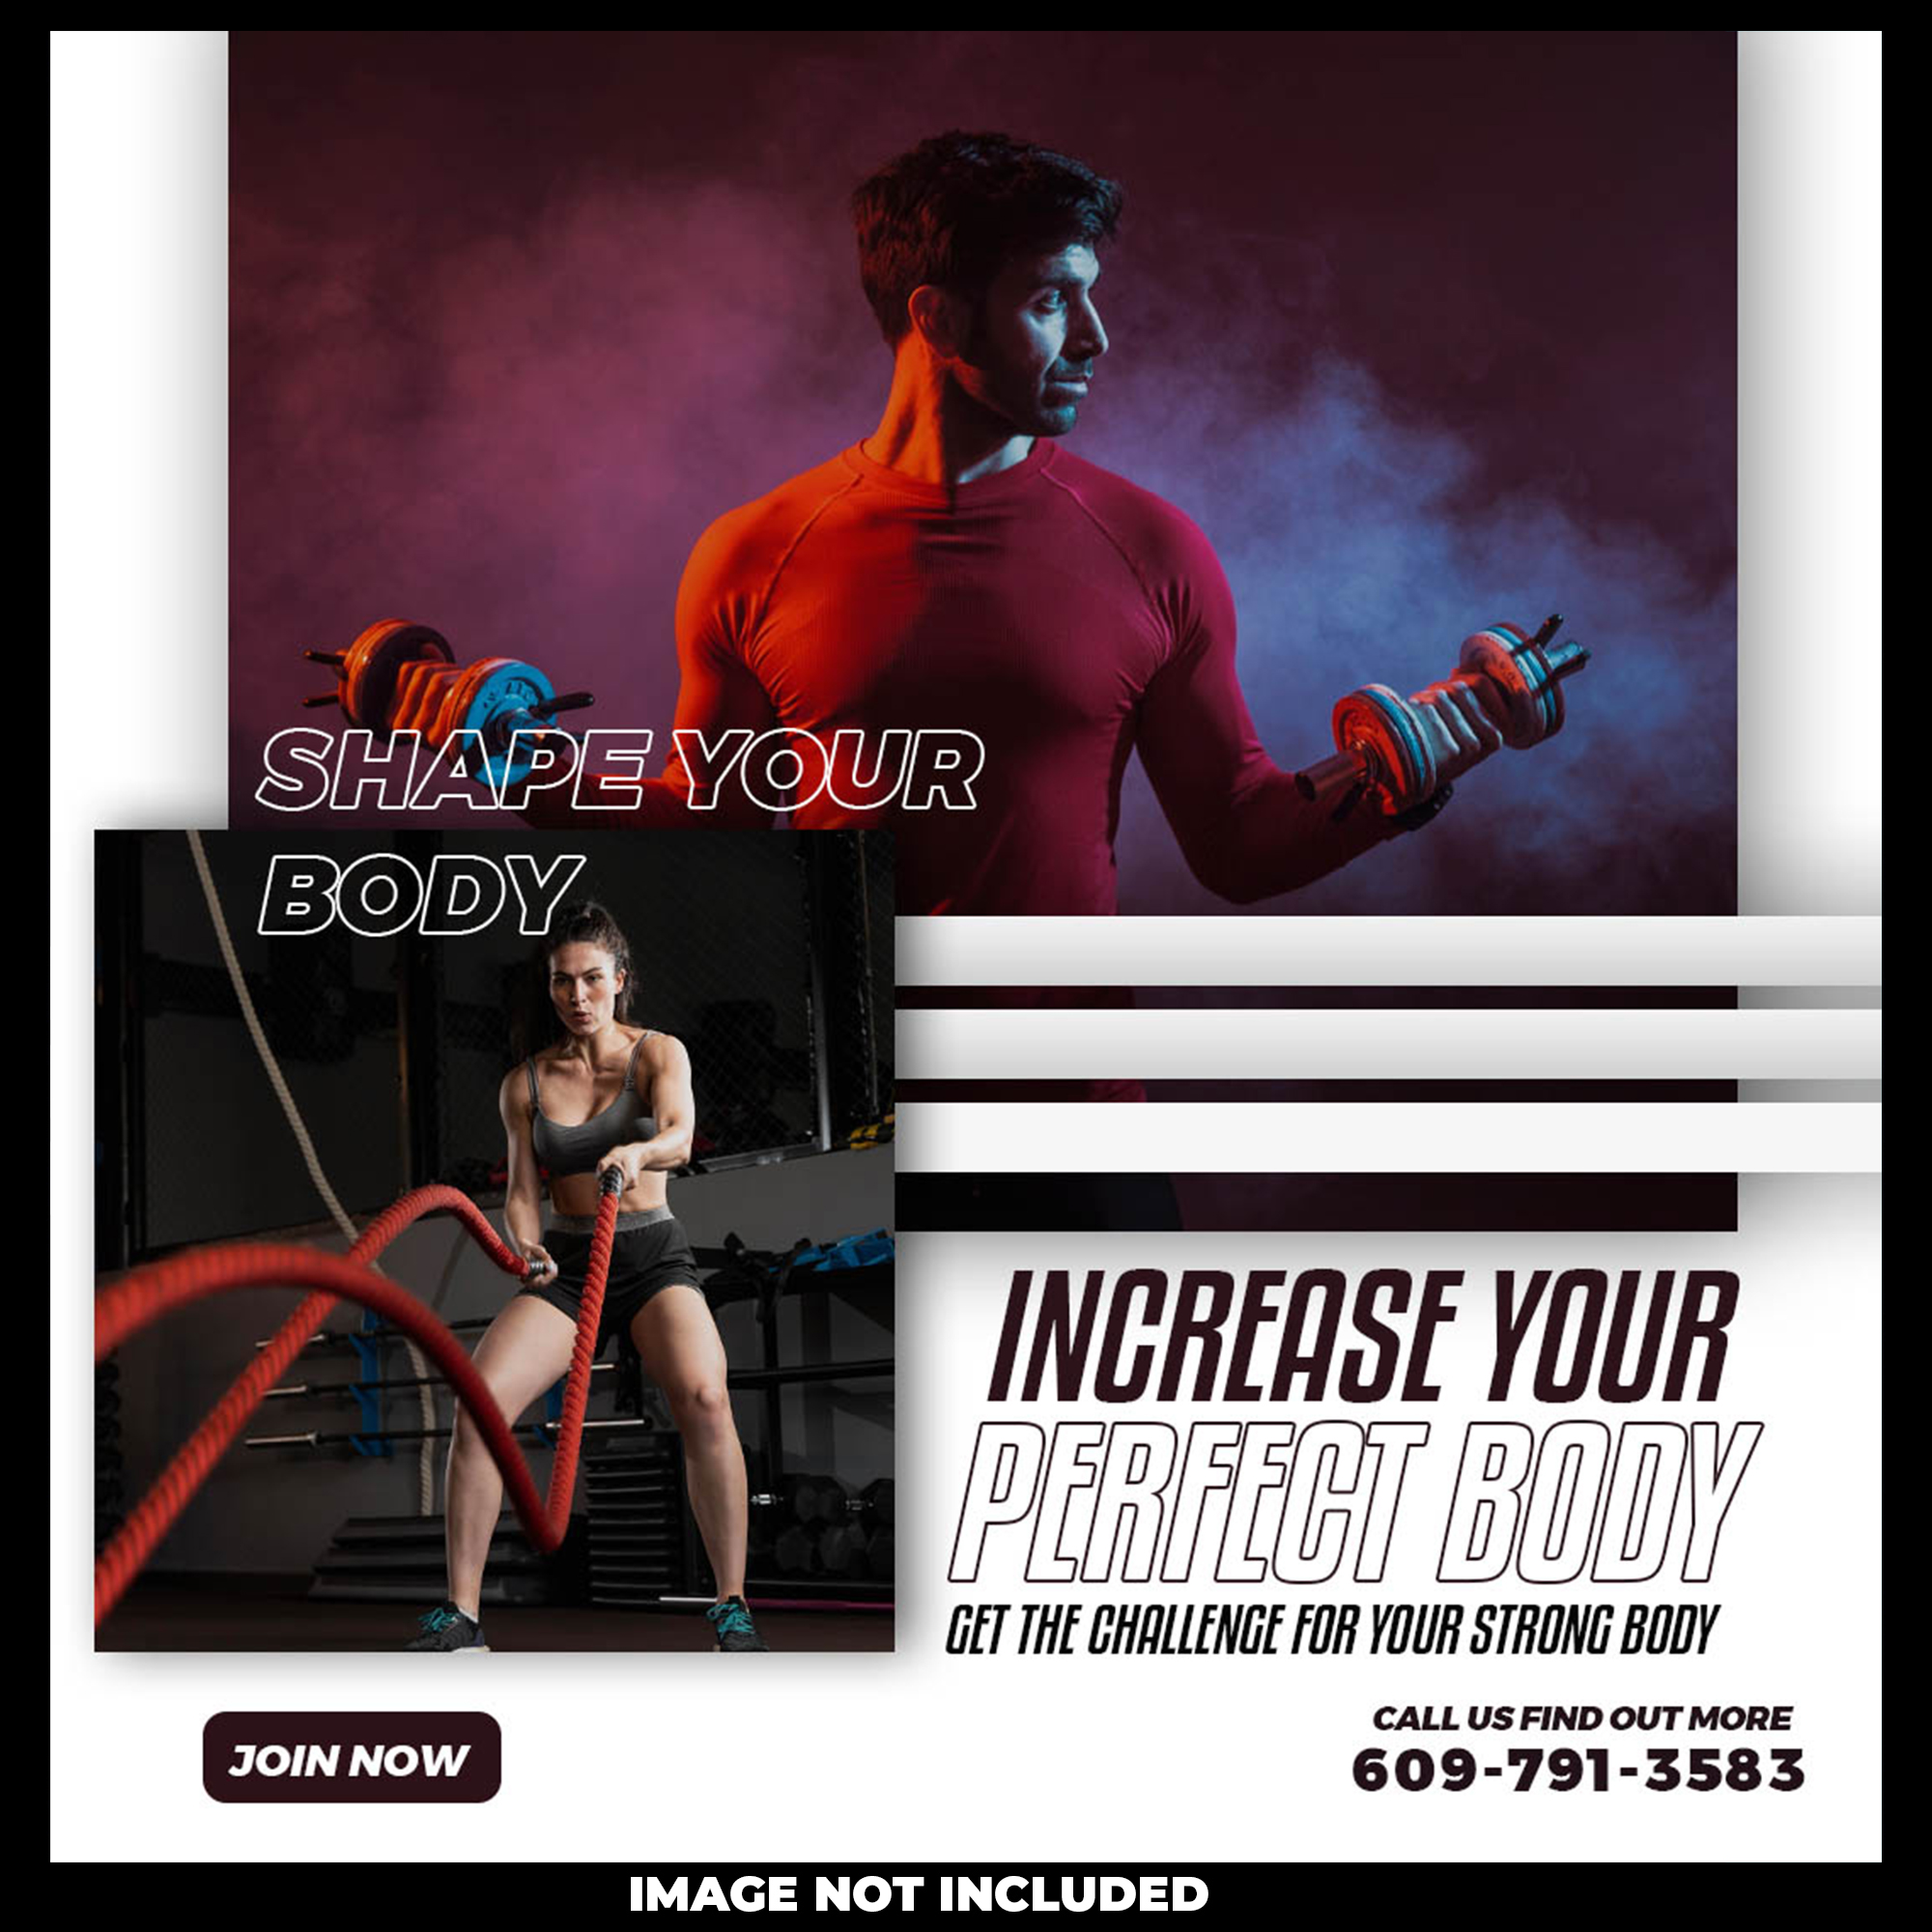 SHAPE YOUR
BODY
INCREASE YOUR
PERFECT BODY
GET THE CHALLENGE FOR YOUR STRONG BODY
JOIN NOW
CALL US FIND OUT MORE
609-791-3583
IMAGE NOT INCLUDED